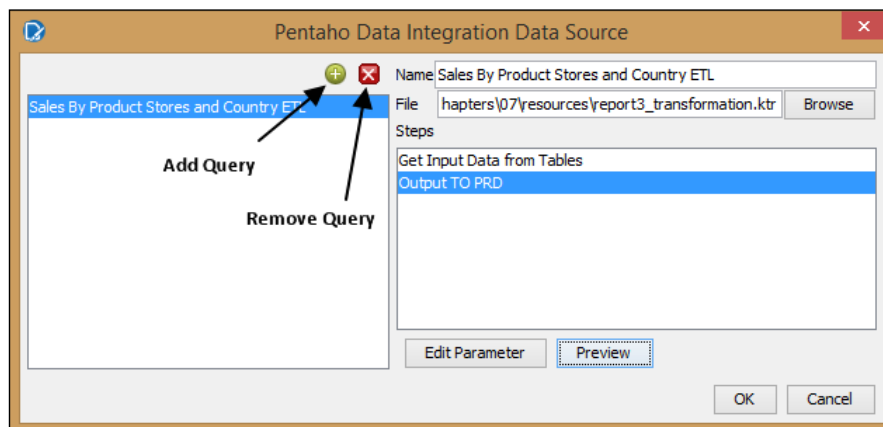 Pentaho Data Integration Data Source
Name Sales By Product Stores and Country ETL
Sales By Product Stores and Country ETL
File hapters\07\resources\report3_transformation.ktr Browse
Steps
Get Input Data from Tables
Output TO PRD
Add Query
Remove Query
Edit Parameter Preview
OK Cancel